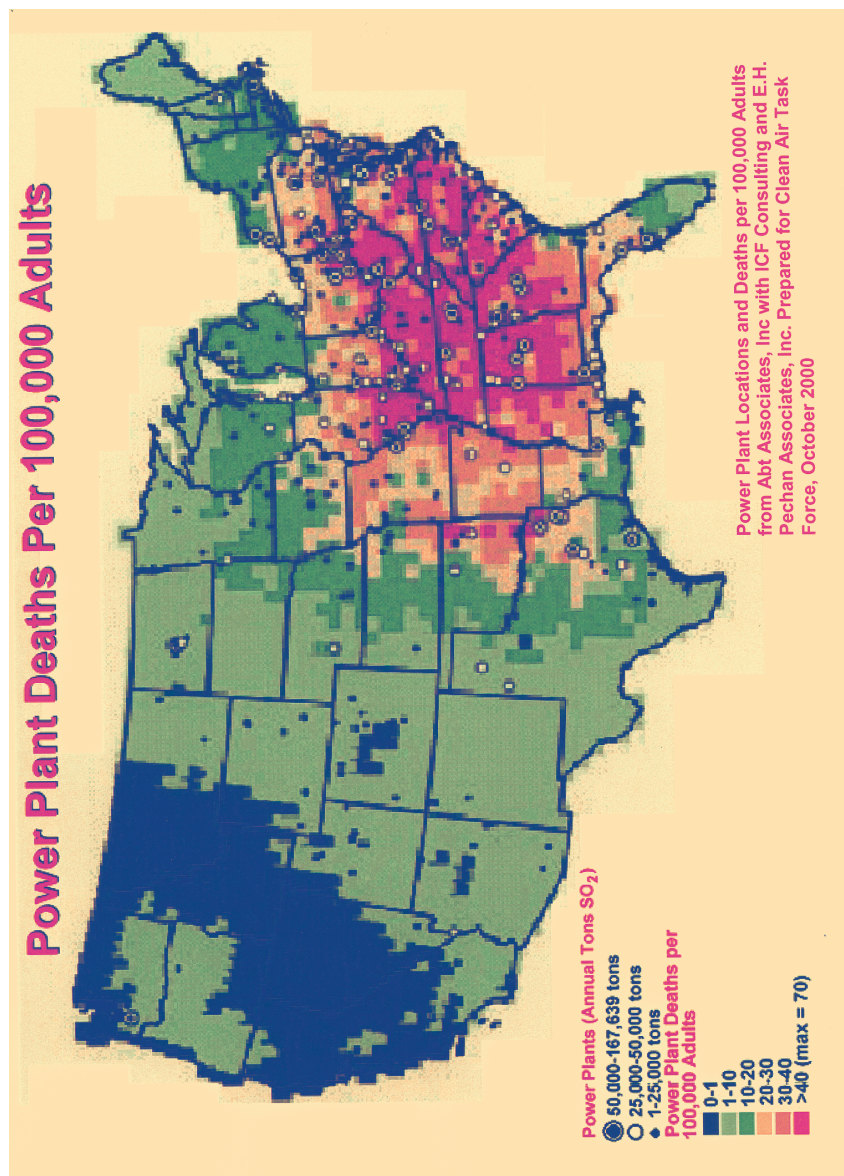 Power Plant Deaths Per 100,000 Adults
Power Plants (Annual Tons SO2)
50,000-167,639 tons
25,000-50,000 tons
1-25,000 tons
Power Plant Deaths per
100,000 Adults
0-1
1-10
10-20
20-30
30-40
>40 (max = 70)
Power Plant Locations and Deaths per 100,000 Adults
from Abt Associates, Inc with ICF Consulting and E.H.
Pechan Associates, Inc. Prepared for Clean Air Task
Force, October 2000